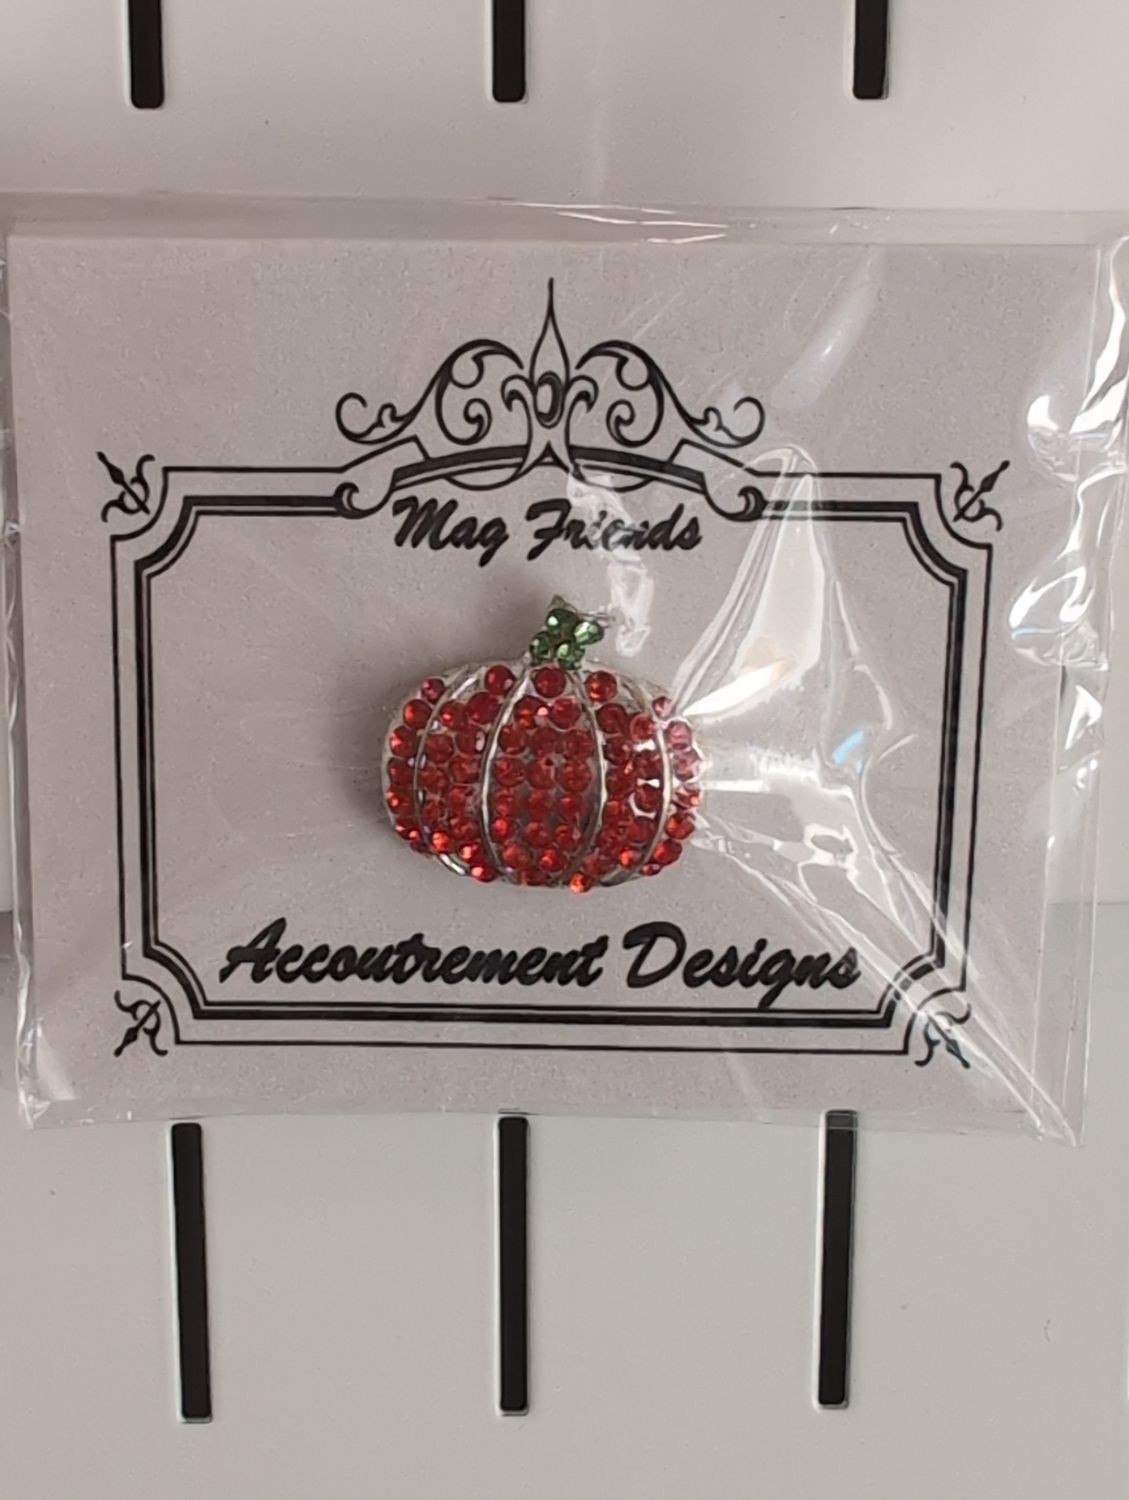 Mag Friends
Accoutrement Designs